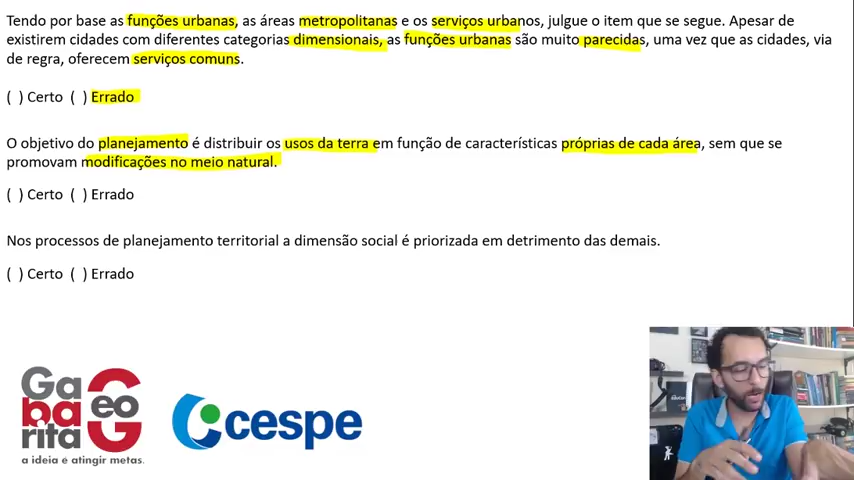 Tendo por base as funções urbanas, as áreas metropolitanas e os serviços urbanos, julgue o item que se segue. Apesar de
existirem cidades com diferentes categorias dimensionais, as funções urbanas são muito parecidas, uma vez que as cidades, via
de regra, oferecem serviços comuns.
( ) Certo ( ) Errado
O objetivo do planejamento é distribuir os usos da terra em função de características próprias de cada área, sem que se
promovam modificações no meio natural.
( ) Certo ( ) Errado
Nos processos de planejamento territorial a dimensão social é priorizada em detrimento das demais.
( ) Certo ( ) Errado
Gabarita Geo
a ideia e atingir metas.
cespe